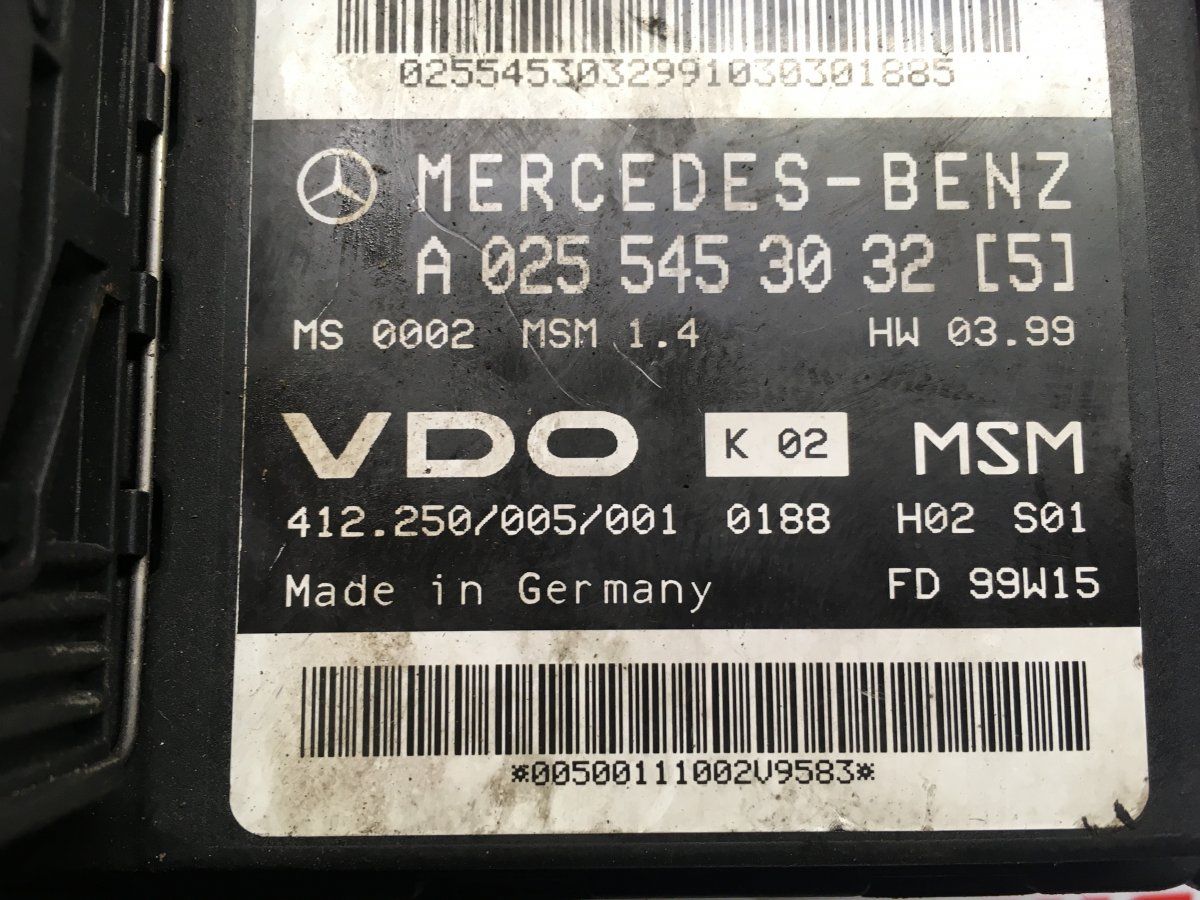 0255453032991030301885
MERCEDES-BENZ
A 025 545 30 32 [5]
MS 0002 MSM 1.4 HW 03.99
VDO K 02 MSM
412.250/005/001 0188 H02 S01
Made in Germany FD 99W15
*00500111002V9583*